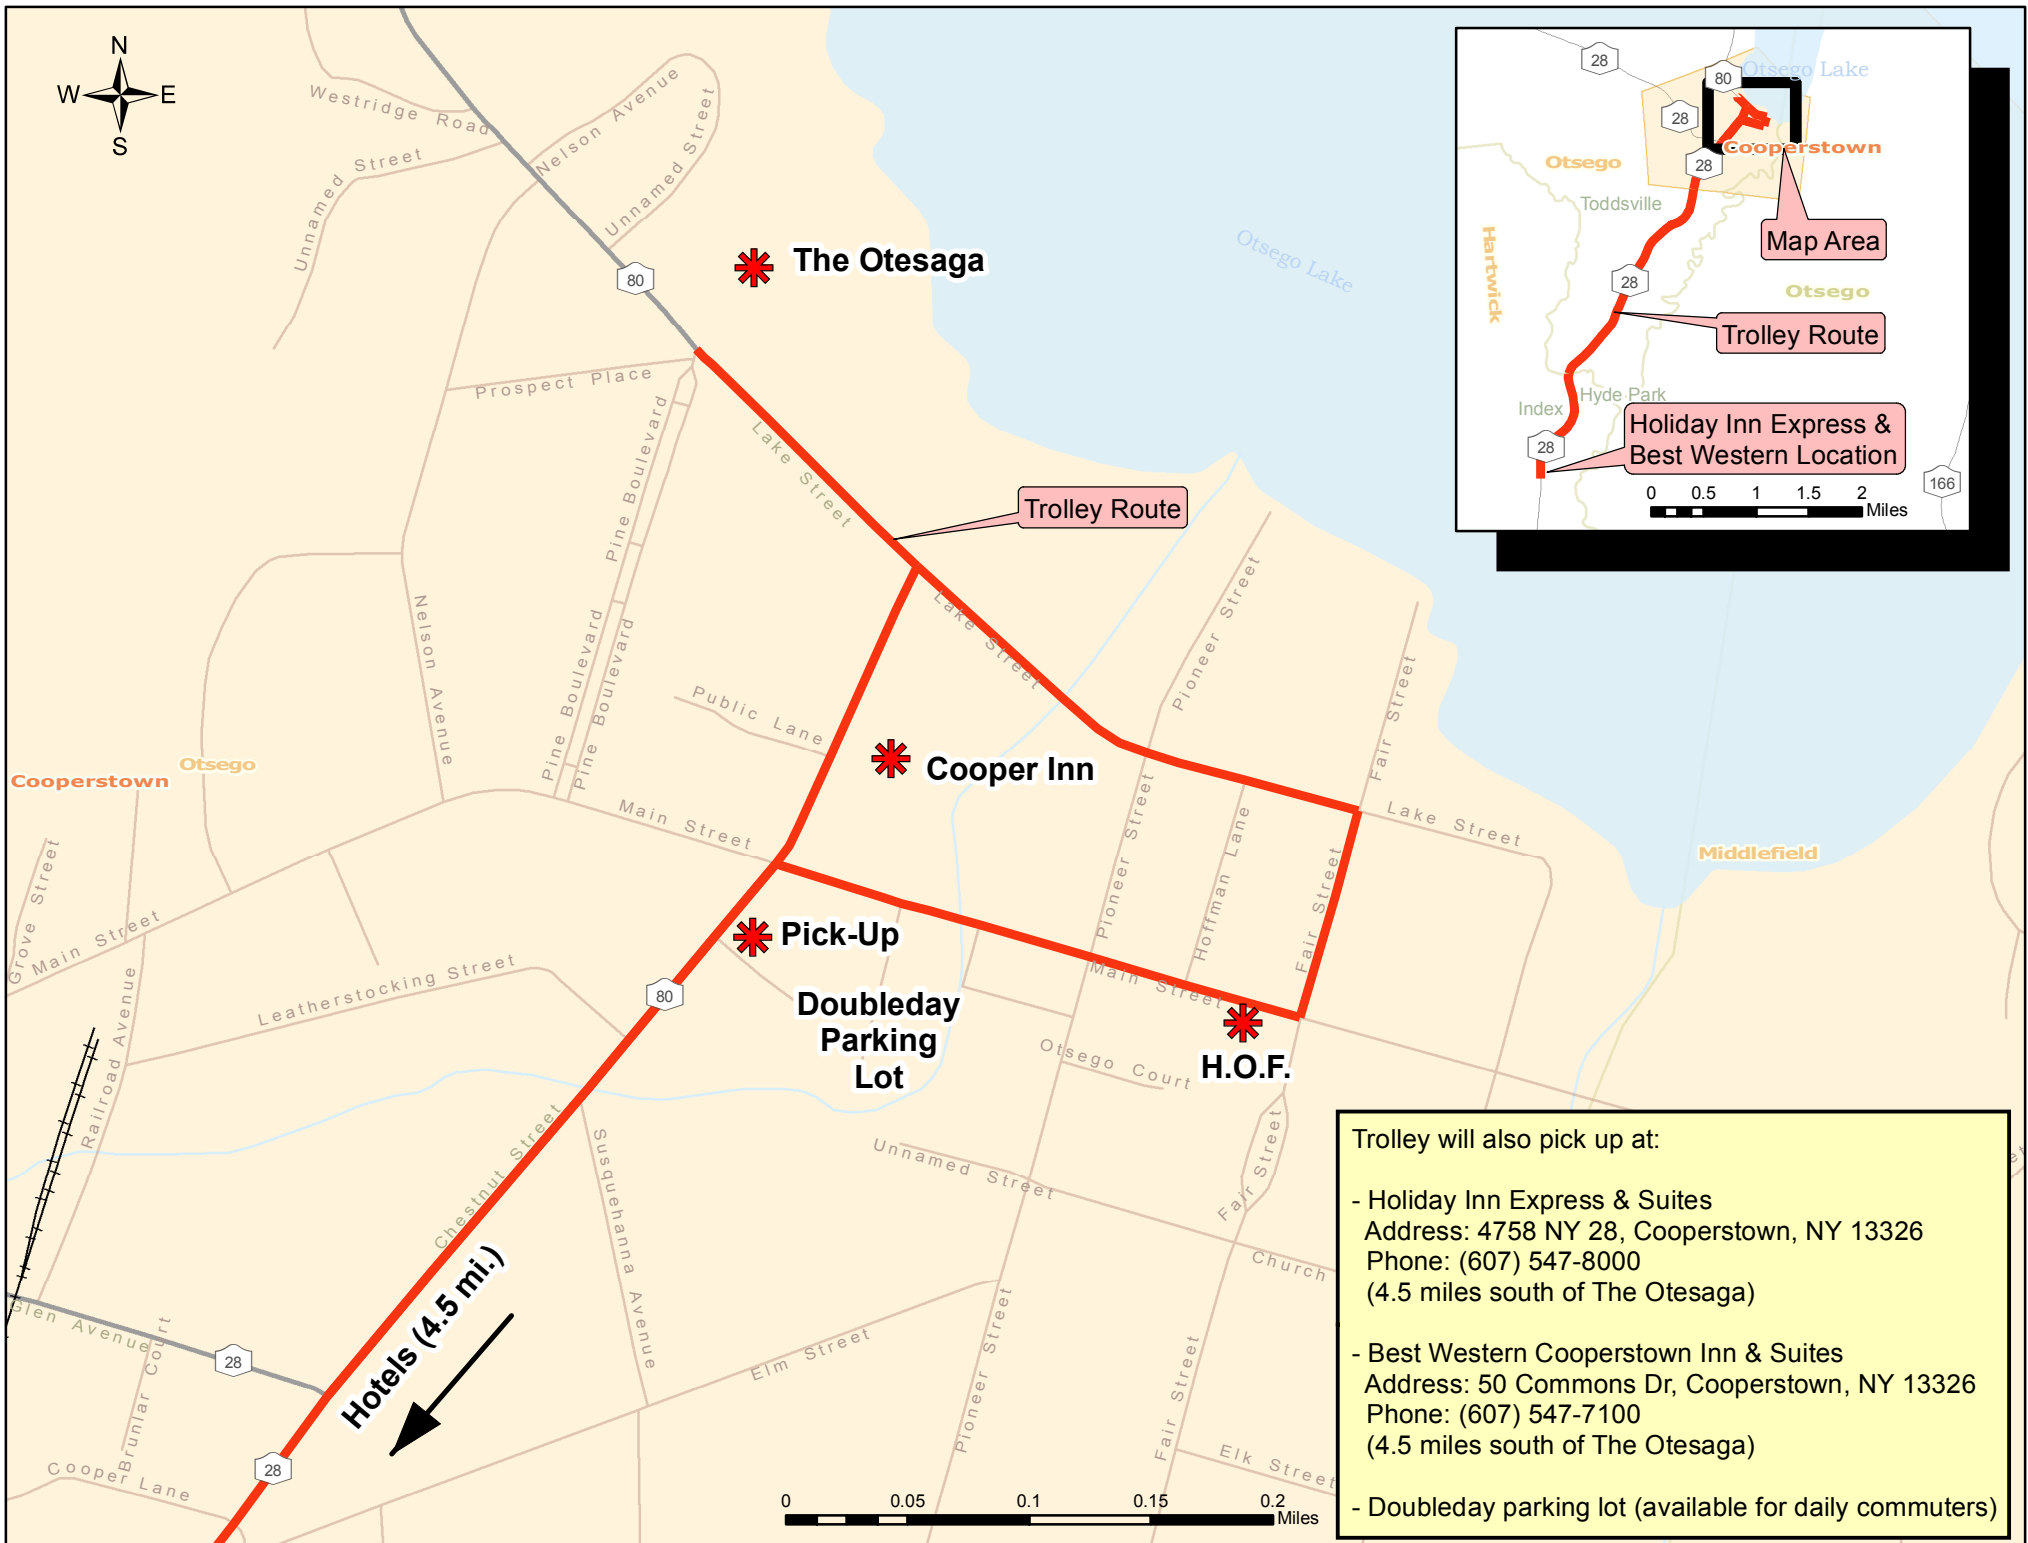 N
W E
S
Westridge Road
Nelson Avenue
Unnamed Street
Unnamed Street
80
The Otesaga
Otsego Lake
Prospect Place
Pine Boulevard
Lake Street
Trolley Route
Pioneer Street
Nelson Avenue
Pine Boulevard
Pine Boulevard
Lake Street
Public Lane
Fair Street
Cooper Inn
Otsego
Cooperstown
Main Street
Pioneer Street
Hoffman Lane
Lake Street
Middlefield
Fair Street
Grove Street
Main Street
Pick-Up
Leatherstocking Street
80
Main Street
Doubleday
Parking
Lot
H.O.F.
Otsego Court
Railroad Avenue
Chestnut Street
Susquehanna Avenue
Unnamed Street
Fair Street
Fair Street
Church
Hotels (4.5 mi.)
Glen Avenue
28
Brunlar Court
Elm Street
Pioneer Street
Fair Street
28
Cooper Lane
Elk Street
0 0.05 0.1 0.15 0.2
Miles
28
80
Otsego Lake
28
Cooperstown
28
Otsego
Toddsville
Map Area
Hartwick
28
Otsego
Trolley Route
Hyde Park
Index
28
Holiday Inn Express &
Best Western Location
166
0 0.5 1 1.5 2
Miles
Trolley will also pick up at:
- Holiday Inn Express & Suites
Address: 4758 NY 28, Cooperstown, NY 13326
Phone: (607) 547-8000
(4.5 miles south of The Otesaga)
- Best Western Cooperstown Inn & Suites
Address: 50 Commons Dr, Cooperstown, NY 13326
Phone: (607) 547-7100
(4.5 miles south of The Otesaga)
- Doubleday parking lot (available for daily commuters)